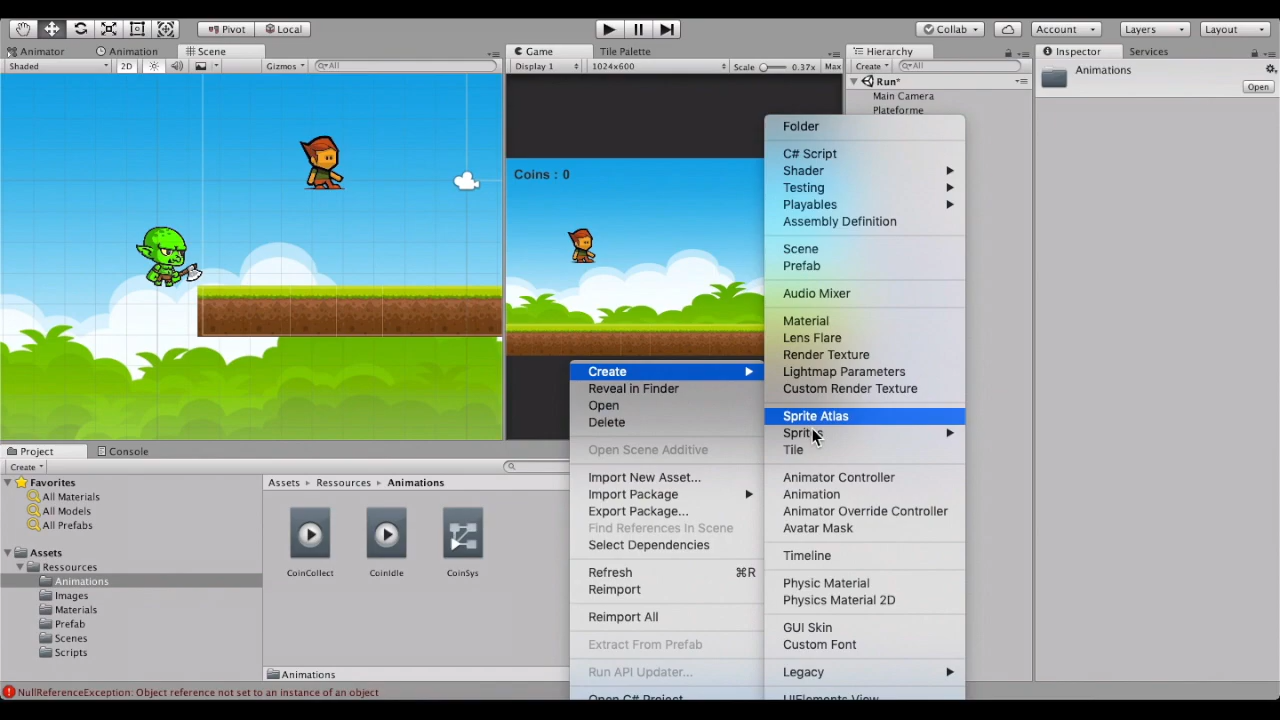 Pivot Local Collab Account Layers Layout
Animator Animation Scene Game Tile Palette Hierarchy Inspector Services
Shaded 2D Gizmos All Display 1 1024x600 Scale 0.37x Max Create All
Run*
Main Camera
Plateforme
Animations
Open
Coins : 0
Folder
C# Script
Shader
Testing
Playables
Assembly Definition
Scene
Prefab
Audio Mixer
Material
Lens Flare
Render Texture
Lightmap Parameters
Custom Render Texture
Sprite Atlas
Sprites
Tile
Animator Controller
Animation
Animator Override Controller
Avatar Mask
Timeline
Physic Material
Physics Material 2D
GUI Skin
Custom Font
Legacy
UIElements View
Create
Reveal in Finder
Open
Delete
Open Scene Additive
Import New Asset...
Import Package
Export Package...
Find References In Scene
Select Dependencies
Refresh ⌘R
Reimport
Reimport All
Extract From Prefab
Run API Updater...
Open C# Project
Project Console
Create
Favorites
All Materials
All Models
All Prefabs
Assets
Ressources
Animations
Images
Materials
Prefab
Scenes
Scripts
Assets Ressources Animations
CoinCollect CoinIdle CoinSys
Animations
NullReferenceException: Object reference not set to an instance of an object